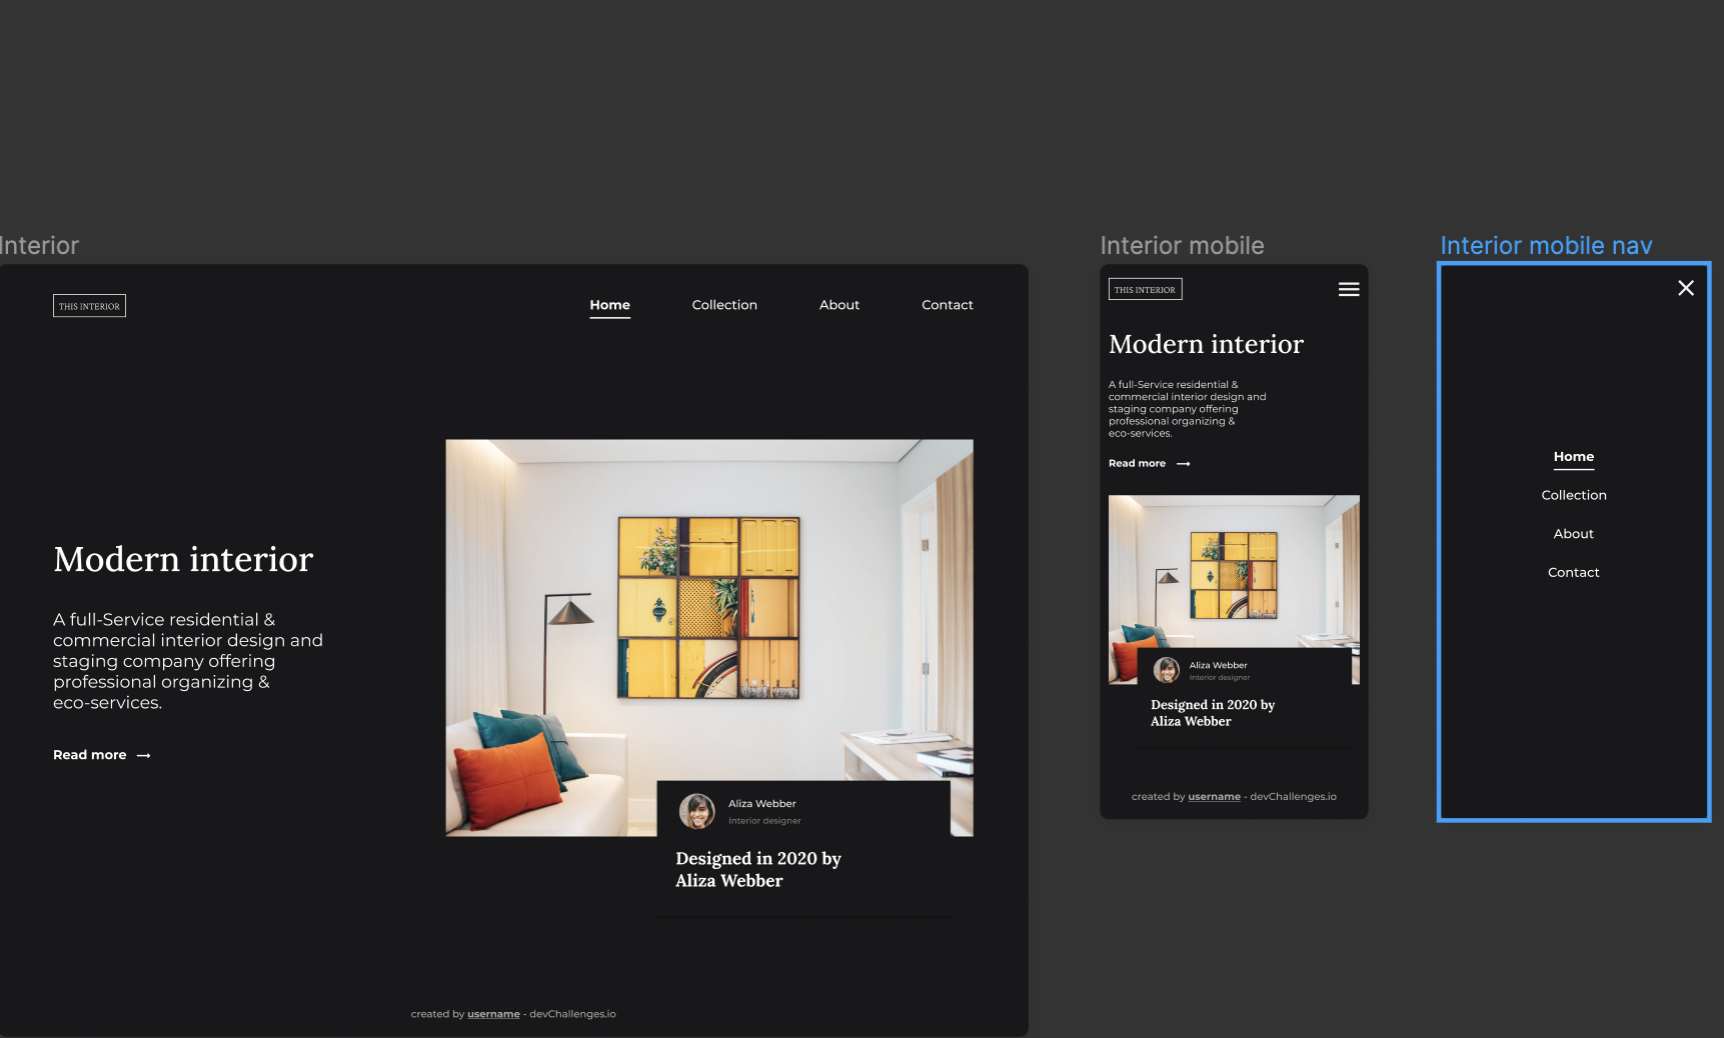 Interior
THIS INTERIOR
Home
Collection
About
Contact
Modern interior
A full-Service residential &
commercial interior design and
staging company offering
professional organizing &
eco-services.
Read more
Aliza Webber
Interior designer
Designed in 2020 by
Aliza Webber
created by username - devChallenges.io
Interior mobile
THIS INTERIOR
Modern interior
A full-Service residential &
commercial interior design and
staging company offering
professional organizing &
eco-services.
Read more
Aliza Webber
Interior designer
Designed in 2020 by
Aliza Webber
created by username - devChallenges.io
Interior mobile nav
Home
Collection
About
Contact